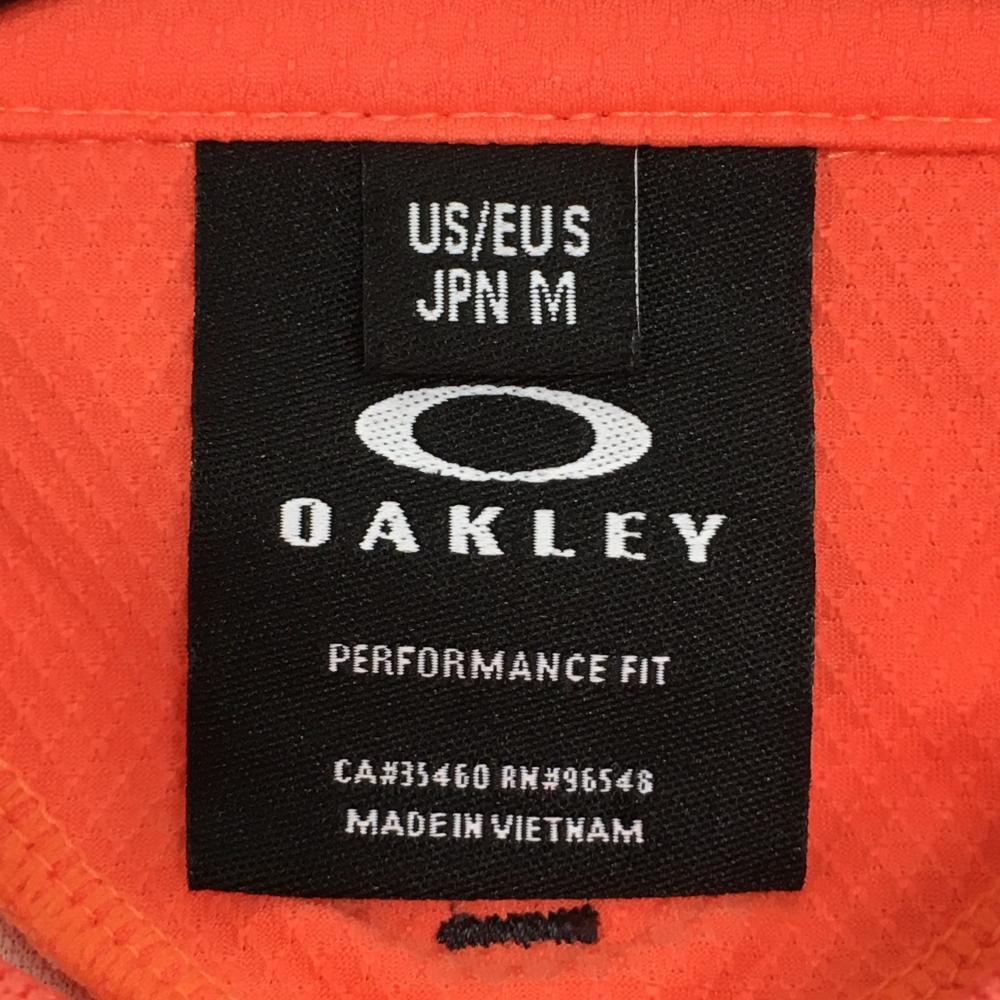 US/EU S
JPN M
OAKLEY
PERFORMANCE FIT
CA#35460 RN#96548
MADE IN VIETNAM